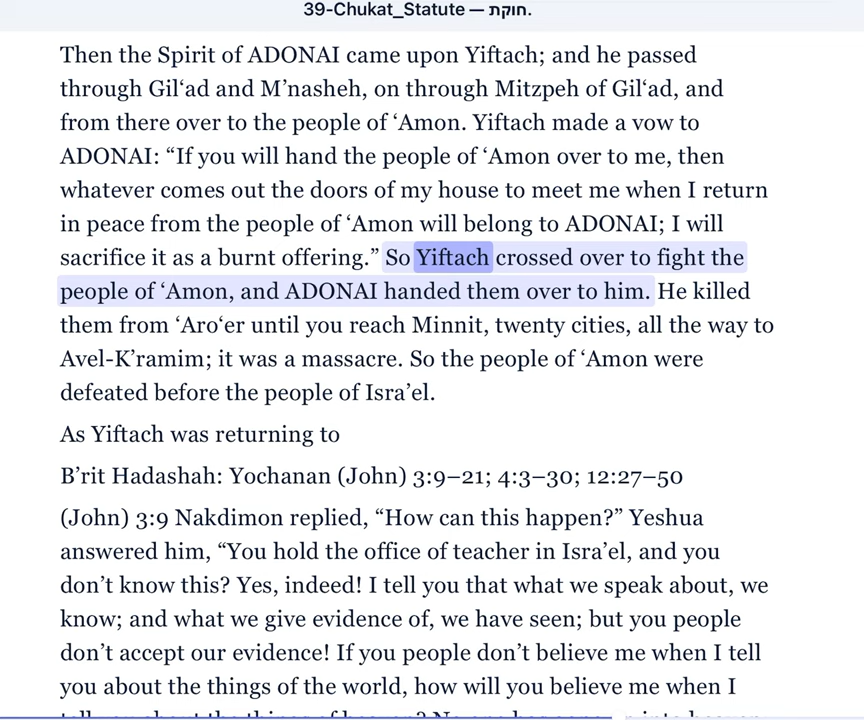 39-Chukat_Statute — חוקת.
Then the Spirit of ADONAI came upon Yiftach; and he passed
through Gil‘ad and M’nasheh, on through Mitzpeh of Gil‘ad, and
from there over to the people of ‘Amon. Yiftach made a vow to
ADONAI: “If you will hand the people of ‘Amon over to me, then
whatever comes out the doors of my house to meet me when I return
in peace from the people of ‘Amon will belong to ADONAI; I will
sacrifice it as a burnt offering.” So Yiftach crossed over to fight the
people of ‘Amon, and ADONAI handed them over to him. He killed
them from ‘Aro‘er until you reach Minnit, twenty cities, all the way to
Avel-K’ramim; it was a massacre. So the people of ‘Amon were
defeated before the people of Isra’el.
As Yiftach was returning to
B’rit Hadashah: Yochanan (John) 3:9–21; 4:3–30; 12:27–50
(John) 3:9 Nakdimon replied, “How can this happen?” Yeshua
answered him, “You hold the office of teacher in Isra’el, and you
don’t know this? Yes, indeed! I tell you that what we speak about, we
know; and what we give evidence of, we have seen; but you people
don’t accept our evidence! If you people don’t believe me when I tell
you about the things of the world, how will you believe me when I